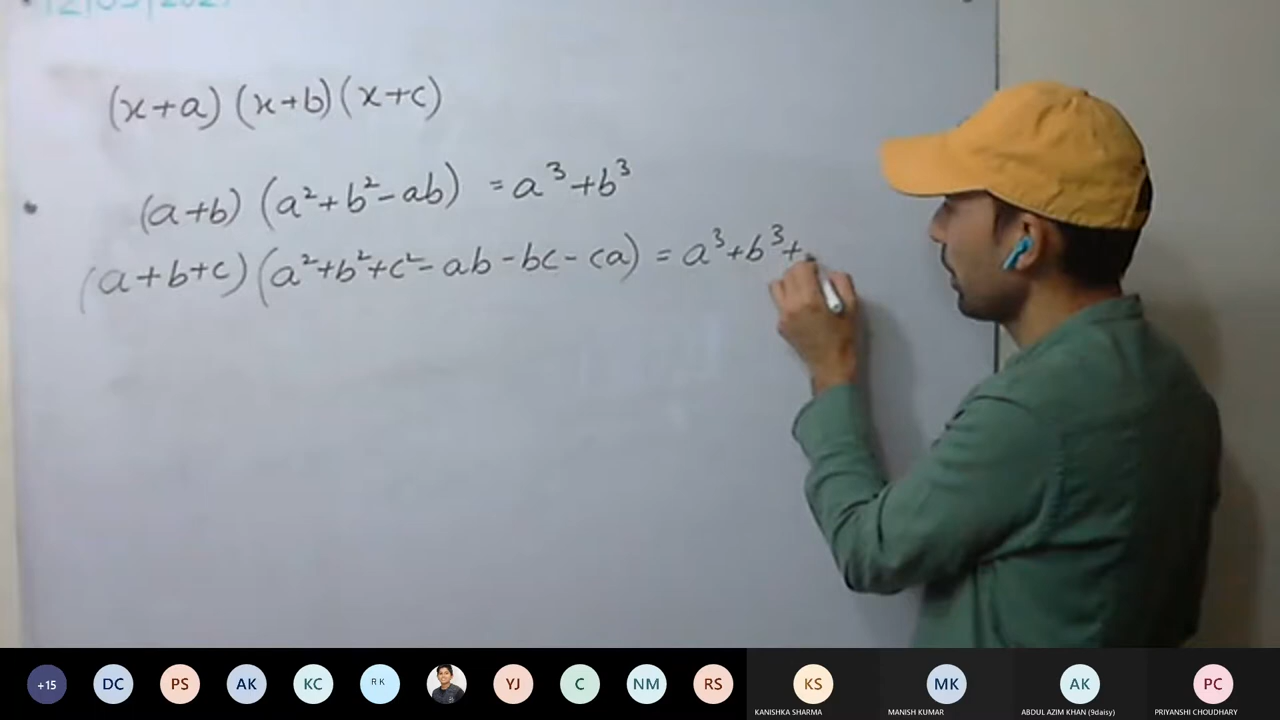 (x+a) (x+b) (x+c)
(a+b) (a²+b²-ab) = a³+b³
(a+b+c) (a²+b²+c²-ab-bc-ca) = a³+b³+
+15 DC PS AK KC RK YJ C NM RS KS MK AK PC
KANISHKA SHARMA MANISH KUMAR ABDUL AZIM KHAN (9daisy) PRIYANSHI CHOUDHARY